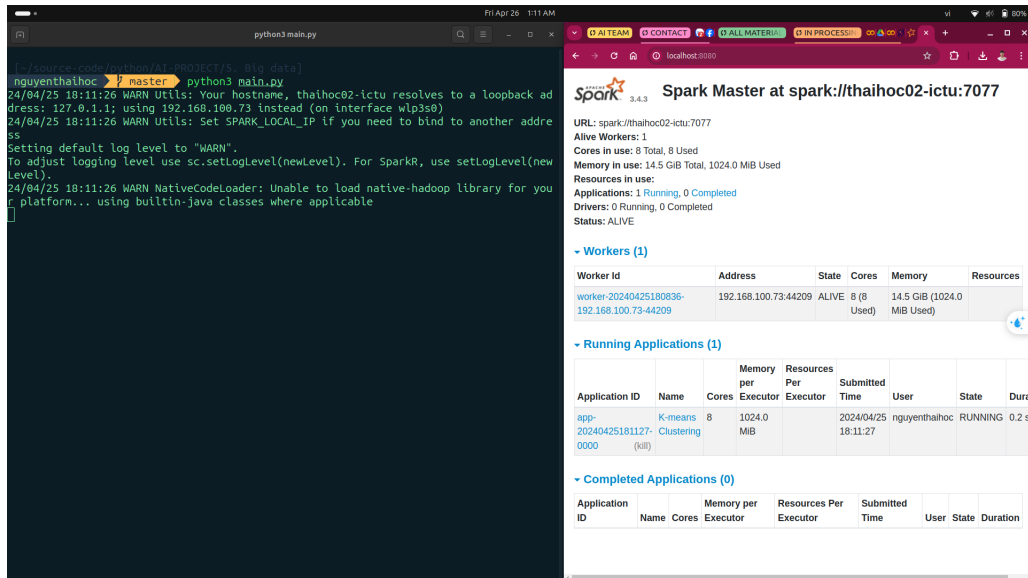 Fri Apr 26 1:11 AM
vi
80%
python3 main.py
[~/source-code/python/AI-PROJECT/5. Big data]
nguyenthaihoc master python3 main.py
24/04/25 18:11:26 WARN Utils: Your hostname, thaihoc02-ictu resolves to a loopback ad
dress: 127.0.1.1; using 192.168.100.73 instead (on interface wlp3s0)
24/04/25 18:11:26 WARN Utils: Set SPARK_LOCAL_IP if you need to bind to another addre
ss
Setting default log level to "WARN".
To adjust logging level use sc.setLogLevel(newLevel). For SparkR, use setLogLevel(new
Level).
24/04/25 18:11:26 WARN NativeCodeLoader: Unable to load native-hadoop library for you
r platform... using builtin-java classes where applicable
Ø AI TEAM Ø CONTACT Ø ALL MATERIAL Ø IN PROCESSIN
localhost:8080
APACHE Spark 3.4.3 Spark Master at spark://thaihoc02-ictu:7077
URL: spark://thaihoc02-ictu:7077
Alive Workers: 1
Cores in use: 8 Total, 8 Used
Memory in use: 14.5 GiB Total, 1024.0 MiB Used
Resources in use:
Applications: 1 Running, 0 Completed
Drivers: 0 Running, 0 Completed
Status: ALIVE
Workers (1)
Worker Id Address State Cores Memory Resources
worker-20240425180836- 192.168.100.73:44209 ALIVE 8 (8 14.5 GiB (1024.0
192.168.100.73-44209 Used) MiB Used)
Running Applications (1)
Memory Resources
per Per Submitted
Application ID Name Cores Executor Executor Time User State Dura
app- K-means 8 1024.0 2024/04/25 nguyenthaihoc RUNNING 0.2 s
20240425181127- Clustering MiB 18:11:27
0000 (kill)
Completed Applications (0)
Application Memory per Resources Per Submitted
ID Name Cores Executor Executor Time User State Duration